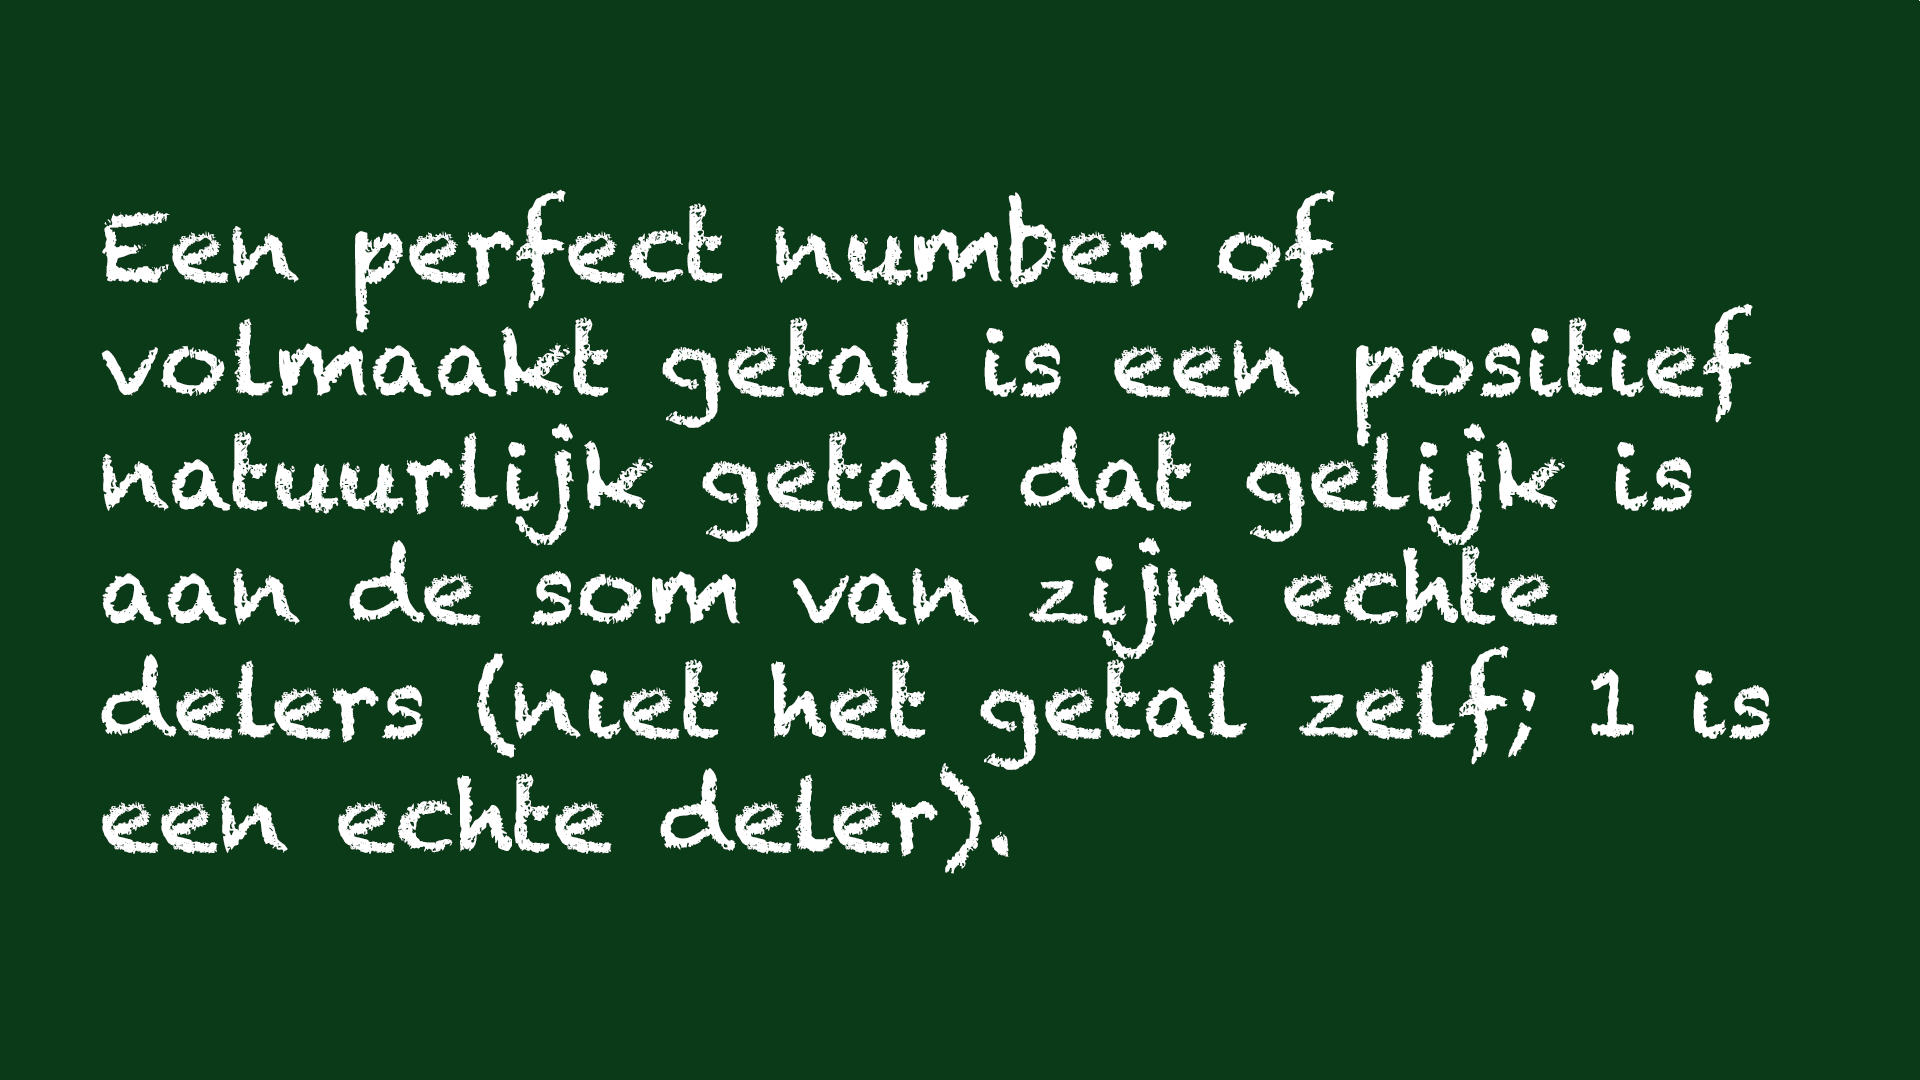 Een perfect number of
volmaakt getal is een positief
natuurlijk getal dat gelijk is
aan de som van zijn echte
delers (niet het getal zelf; 1 is
een echte deler).